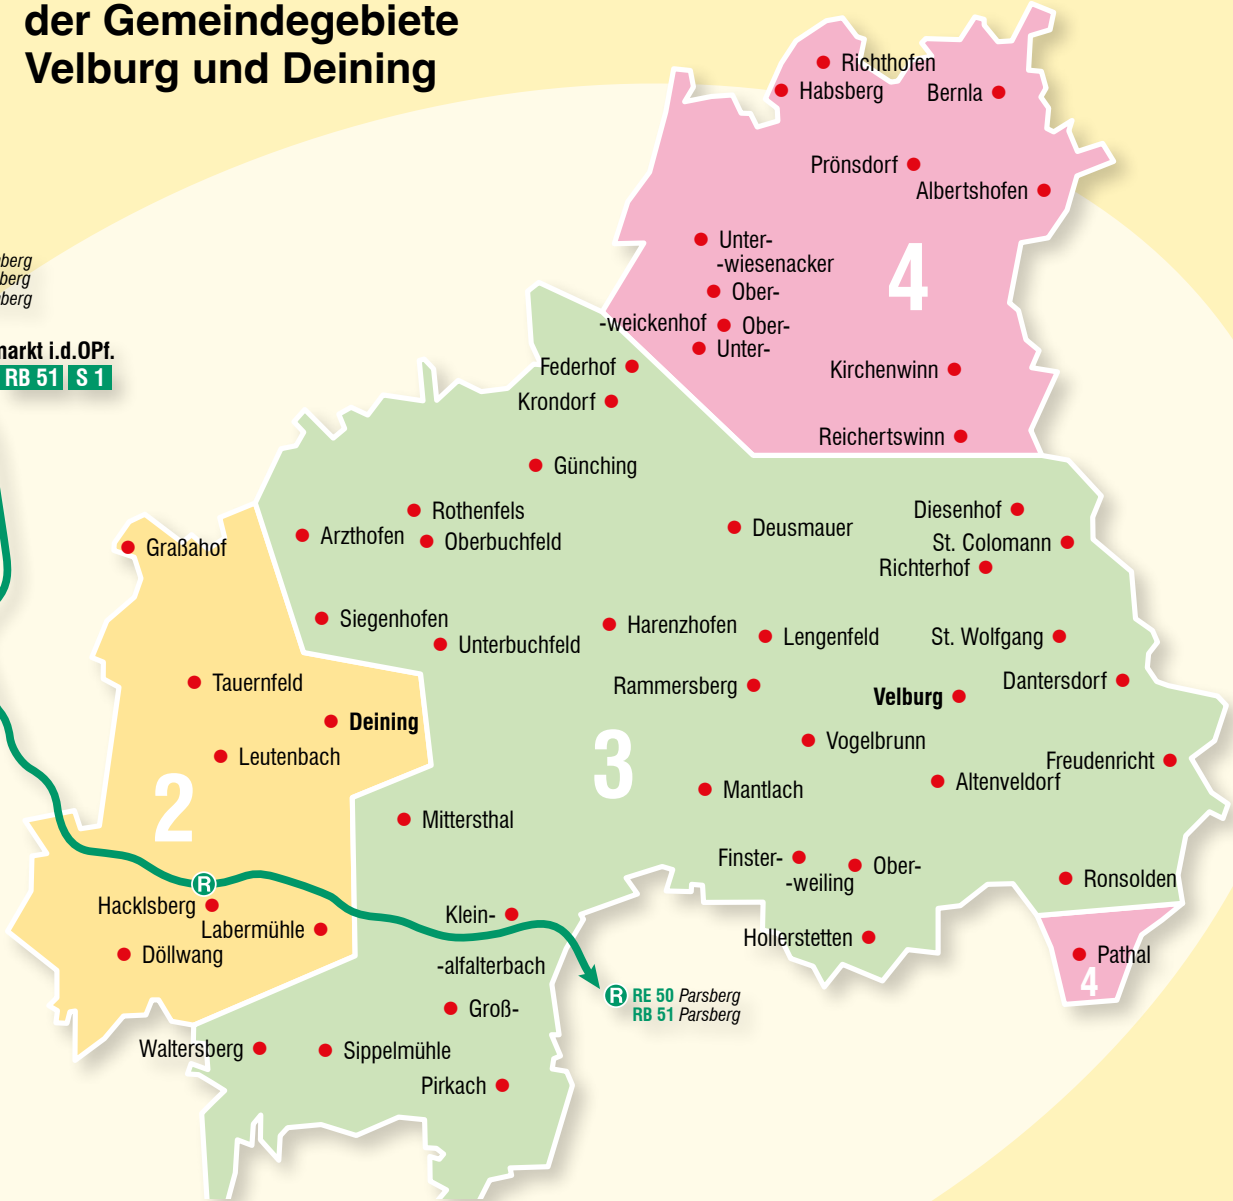 der Gemeindegebiete
Velburg und Deining
Richthofen
Habsberg
Bernla
Prönsdorf
Albertshofen
Unter-
-wiesenacker
Ober-
4
-weickenhof
Ober-
Unter-
berg
berg
berg
markt i.d.OPf.
RB 51 S 1
Federhof
Krondorf
Kirchenwinn
Reichertswinn
Günching
Rothenfels
Arzthofen
Oberbuchfeld
Deusmauer
Diesenhof
St. Colomann
Richterhof
Graßahof
Siegenhofen
Unterbuchfeld
Harenzhofen
Lengenfeld
St. Wolfgang
Tauernfeld
Rammersberg
Velburg
Dantersdorf
Deining
Leutenbach
Vogelbrunn
3
Freudenricht
2
Mantlach
Altenveldorf
Mittersthal
Finster-
-weiling
Ober-
Ronsolden
R
Hacklsberg
Labermühle
Döllwang
Klein-
-alfalterbach
Groß-
Hollerstetten
Pathal
4
R RE 50 Parsberg
RB 51 Parsberg
Waltersberg
Sippelmühle
Pirkach